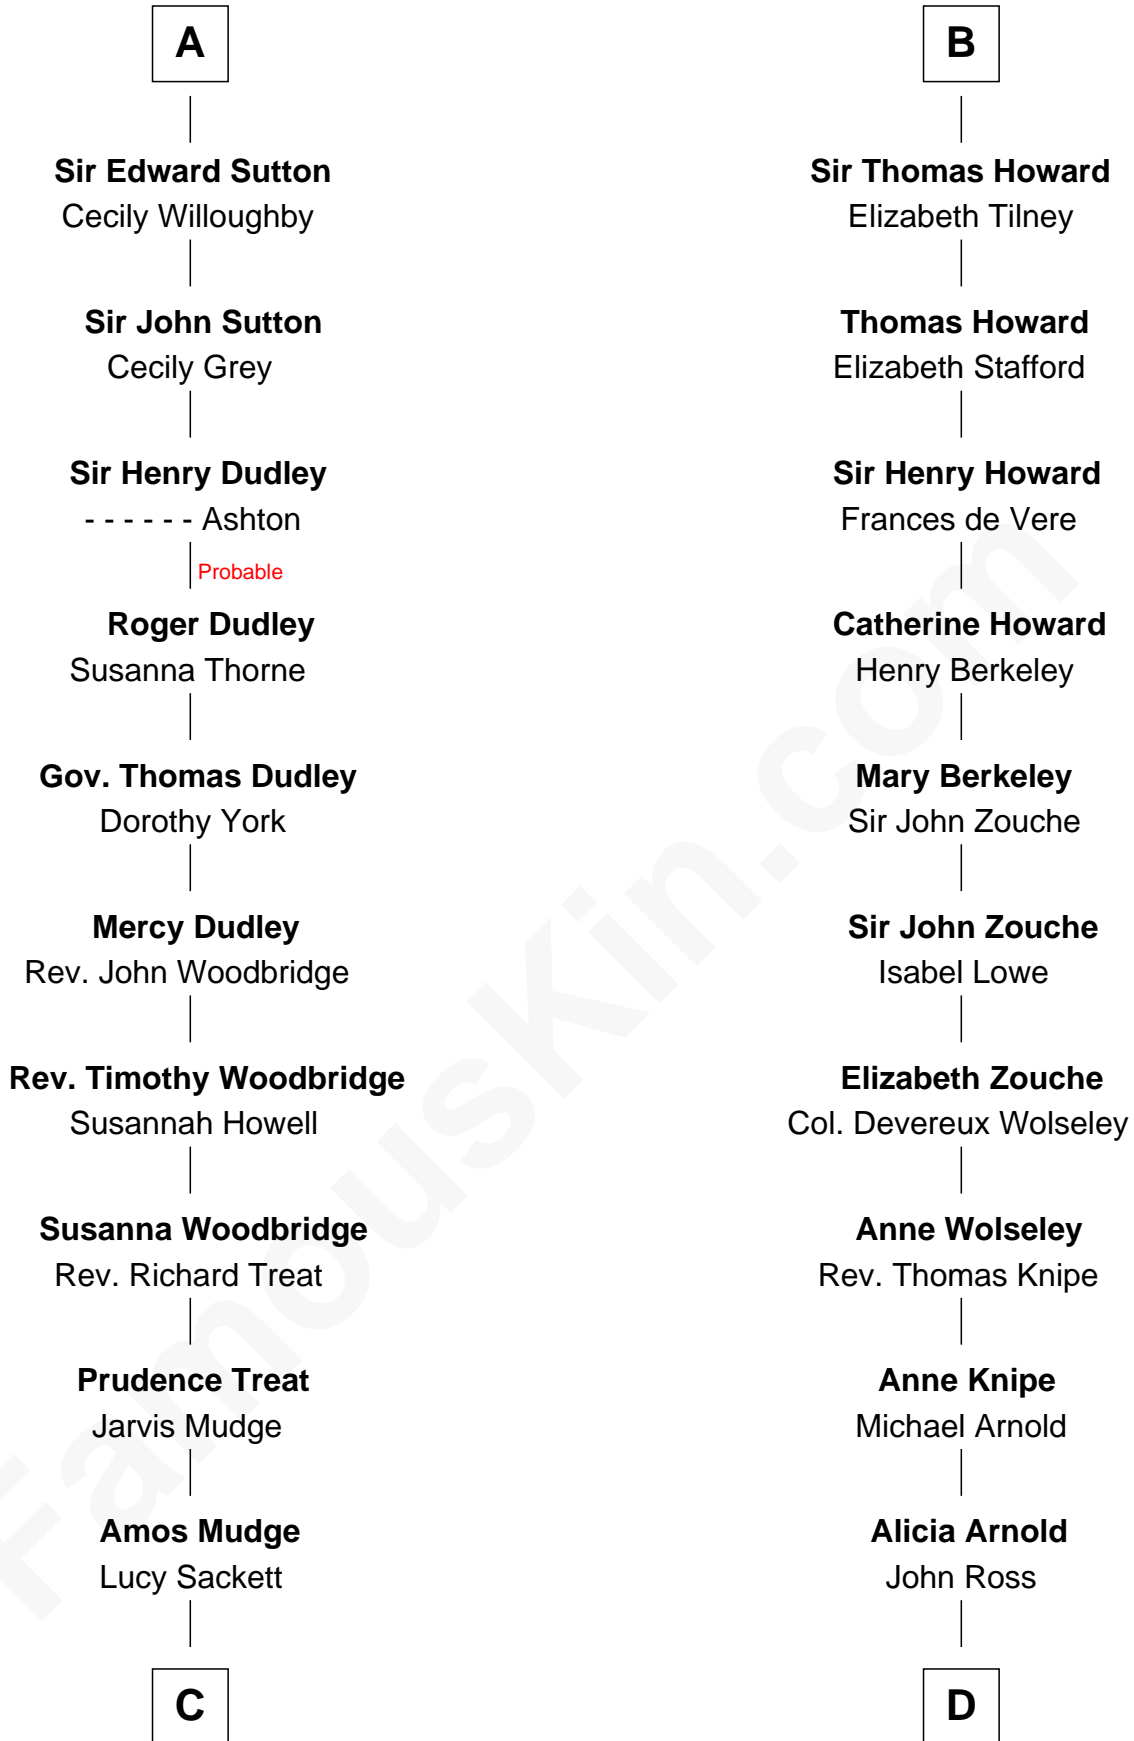 A
Sir Edward Sutton
Cecily Willoughby
Sir John Sutton
Cecily Grey
Sir Henry Dudley
- - - - - - Ashton
Probable
Roger Dudley
Susanna Thorne
Gov. Thomas Dudley
Dorothy York
Mercy Dudley
Rev. John Woodbridge
Rev. Timothy Woodbridge
Susannah Howell
Susanna Woodbridge
Rev. Richard Treat
Prudence Treat
Jarvis Mudge
Amos Mudge
Lucy Sackett
C
B
Sir Thomas Howard
Elizabeth Tilney
Thomas Howard
Elizabeth Stafford
Sir Henry Howard
Frances de Vere
Catherine Howard
Henry Berkeley
Mary Berkeley
Sir John Zouche
Sir John Zouche
Isabel Lowe
Elizabeth Zouche
Col. Devereux Wolseley
Anne Wolseley
Rev. Thomas Knipe
Anne Knipe
Michael Arnold
Alicia Arnold
John Ross
D
FamousKin.com